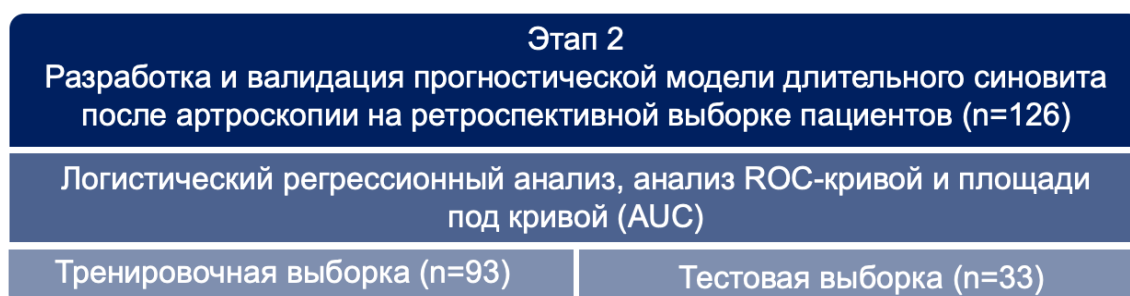 Этап 2
Разработка и валидация прогностической модели длительного синовита
после артроскопии на ретроспективной выборке пациентов (n=126)
Логистический регрессионный анализ, анализ ROC-кривой и площади
под кривой (AUC)
Тренировочная выборка (n=93)
Тестовая выборка (n=33)